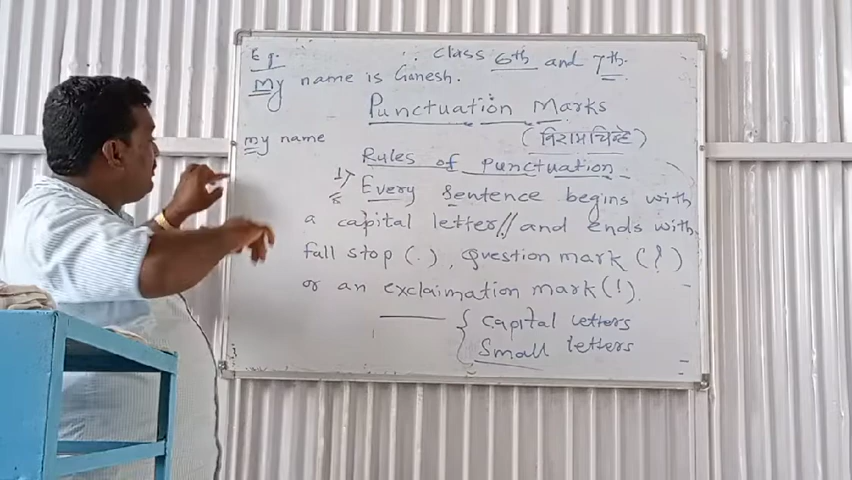 Eg. Class 6th and 7th.
My name is Ganesh.
Punctuation Marks
my name (विरामचिन्हे)
Rules of punctuation
1) Every sentence begins with
a capital letter // and ends with
full stop (.), question mark (?)
or an exclaimation mark (!).
{ Capital letters
Small letters